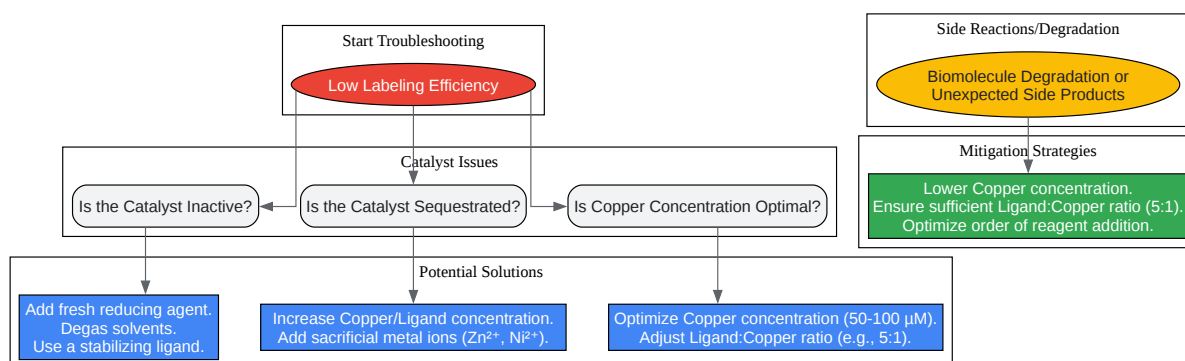 Start Troubleshooting
Low Labeling Efficiency
Side Reactions/Degradation
Biomolecule Degradation or
Unexpected Side Products
Catalyst Issues
Is the Catalyst Inactive?
Is the Catalyst Sequestrated?
Is Copper Concentration Optimal?
Mitigation Strategies
Lower Copper concentration.
Ensure sufficient Ligand:Copper ratio (5:1).
Optimize order of reagent addition.
Potential Solutions
Add fresh reducing agent.
Degas solvents.
Use a stabilizing ligand.
Increase Copper/Ligand concentration.
Add sacrificial metal ions (Zn²⁺, Ni²⁺).
Optimize Copper concentration (50-100 µM).
Adjust Ligand:Copper ratio (e.g., 5:1).